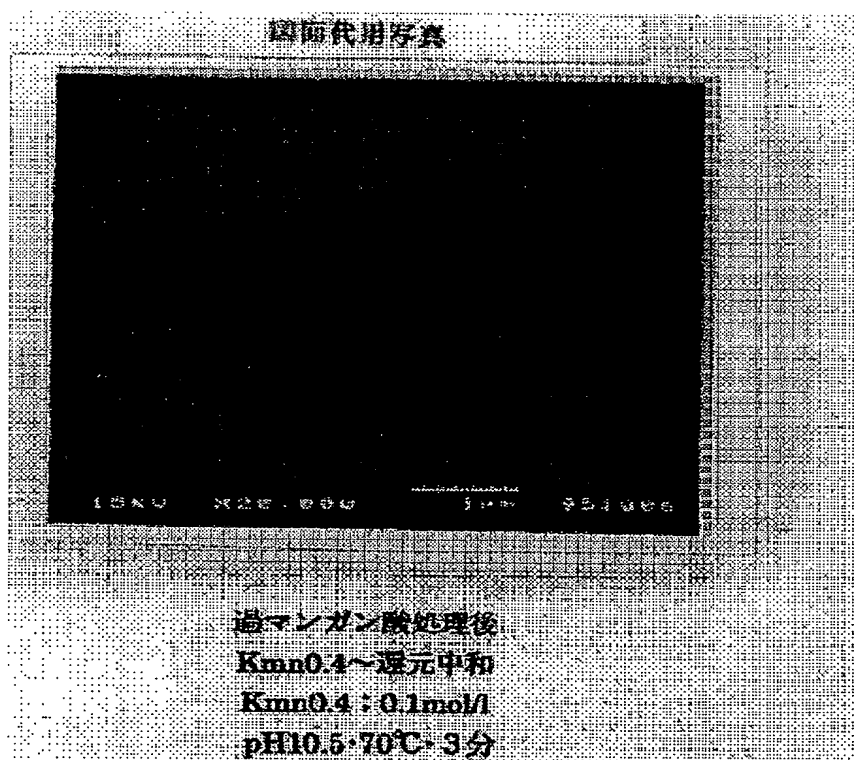 図面代用写真
15KV X20,000 1μm
過マンガン酸処理後
Kmn0.4〜還元中和
Kmn0.4：0.1mol/l
pH10.5・70℃・3分